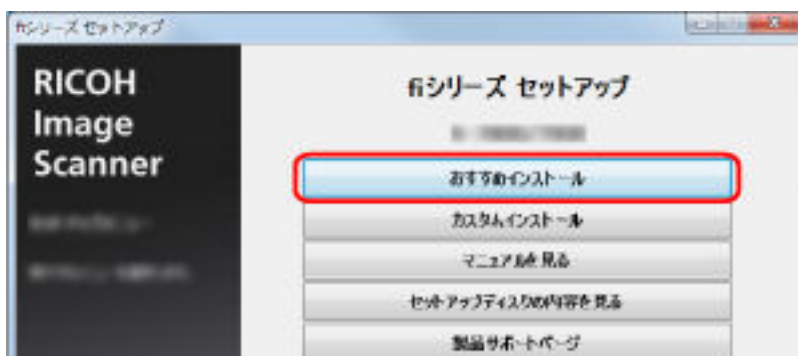 fiシリーズ セットアップ
RICOH
Image
Scanner
fiシリーズ セットアップ
おすすめインストール
カスタムインストール
マニュアルを見る
セットアップディスクの内容を見る
製品サポートページ